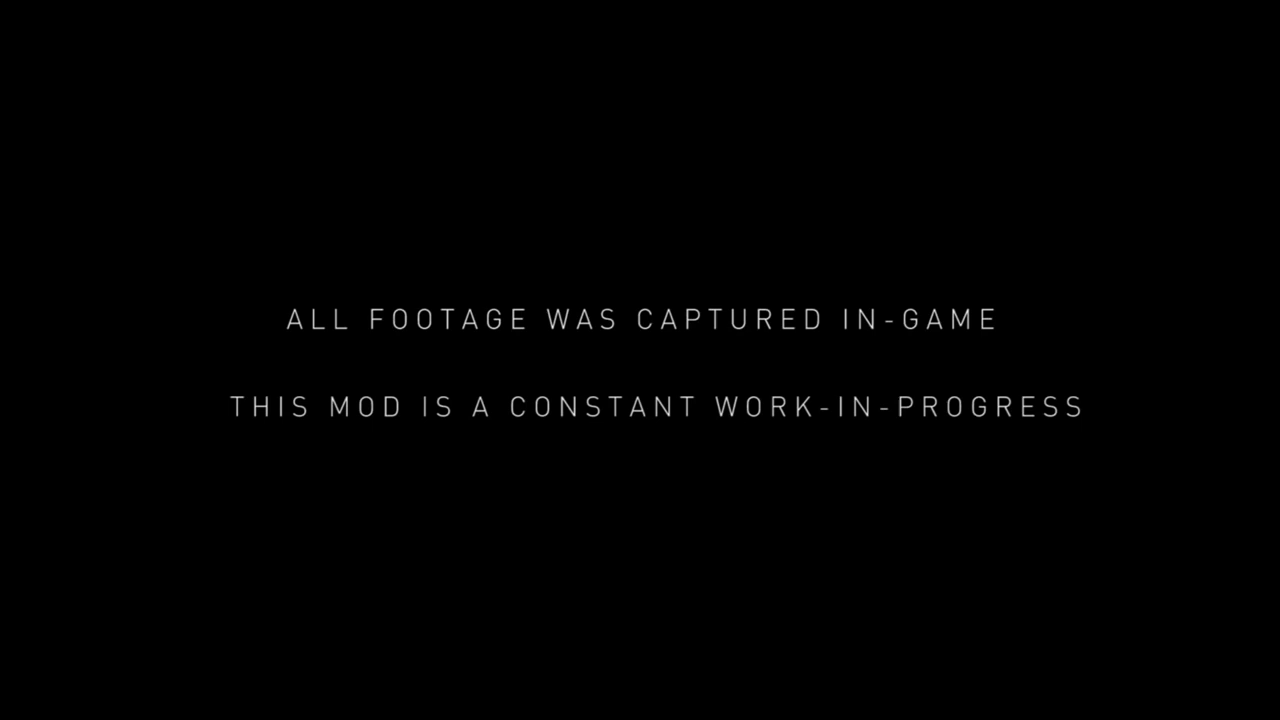 ALL FOOTAGE WAS CAPTURED IN-GAME
THIS MOD IS A CONSTANT WORK-IN-PROGRESS